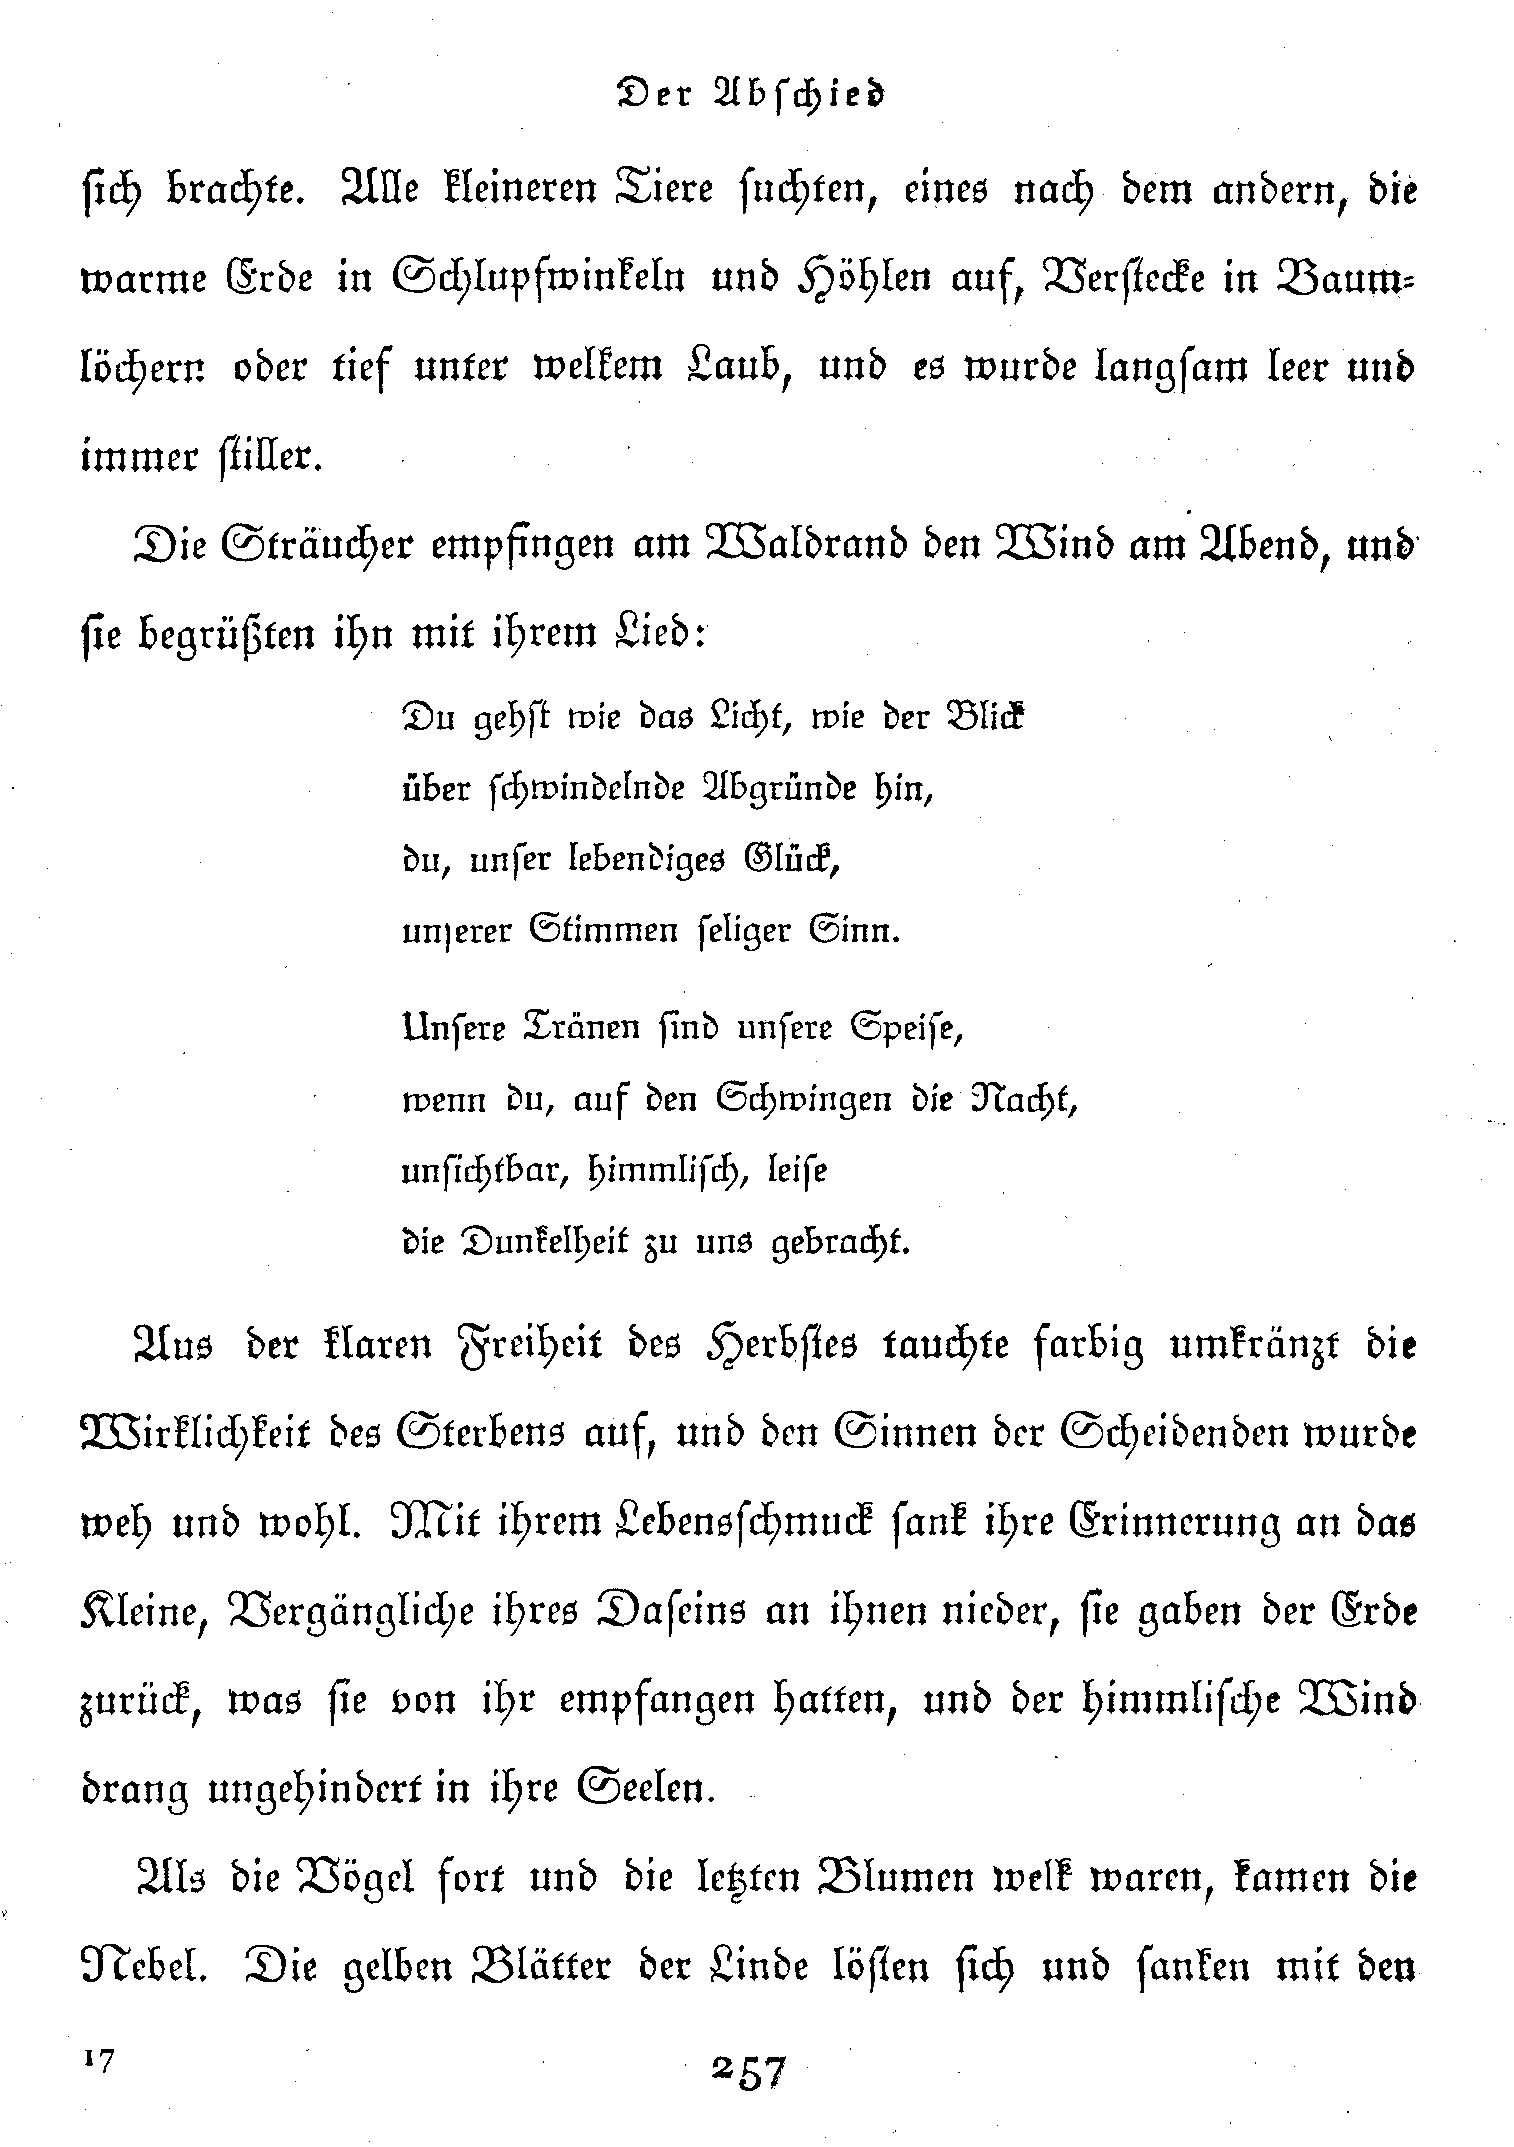 Der Abschied
sich brachte. Alle kleineren Tiere suchten, eines nach dem andern, die
warme Erde in Schlupfwinkeln und Höhlen auf, Verstecke in Baum-
löchern oder tief unter welkem Laub, und es wurde langsam leer und
immer stiller.
Die Sträucher empfingen am Waldrand den Wind am Abend, und
sie begrüßten ihn mit ihrem Lied:
Du gehst wie das Licht, wie der Blick
über schwindelnde Abgründe hin,
du, unser lebendiges Glück,
unserer Stimmen seliger Sinn.
Unsere Tränen sind unsere Speise,
wenn du, auf den Schwingen die Nacht,
unsichtbar, himmlisch, leise
die Dunkelheit zu uns gebracht.
Aus der klaren Freiheit des Herbstes tauchte farbig umkränzt die
Wirklichkeit des Sterbens auf, und den Sinnen der Scheidenden wurde
weh und wohl. Mit ihrem Lebensschmuck sank ihre Erinnerung an das
Kleine, Vergängliche ihres Daseins an ihnen nieder, sie gaben der Erde
zurück, was sie von ihr empfangen hatten, und der himmlische Wind
drang ungehindert in ihre Seelen.
Als die Vögel fort und die letzten Blumen welk waren, kamen die
Nebel. Die gelben Blätter der Linde lösten sich und sanken mit den
17
257